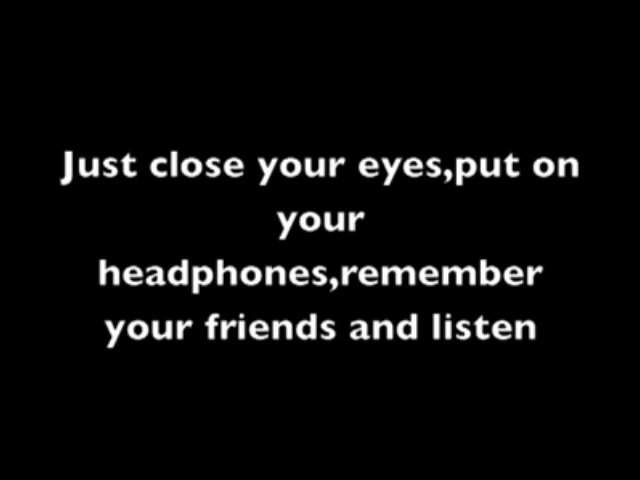 Just close your eyes,put on
your
headphones,remember
your friends and listen